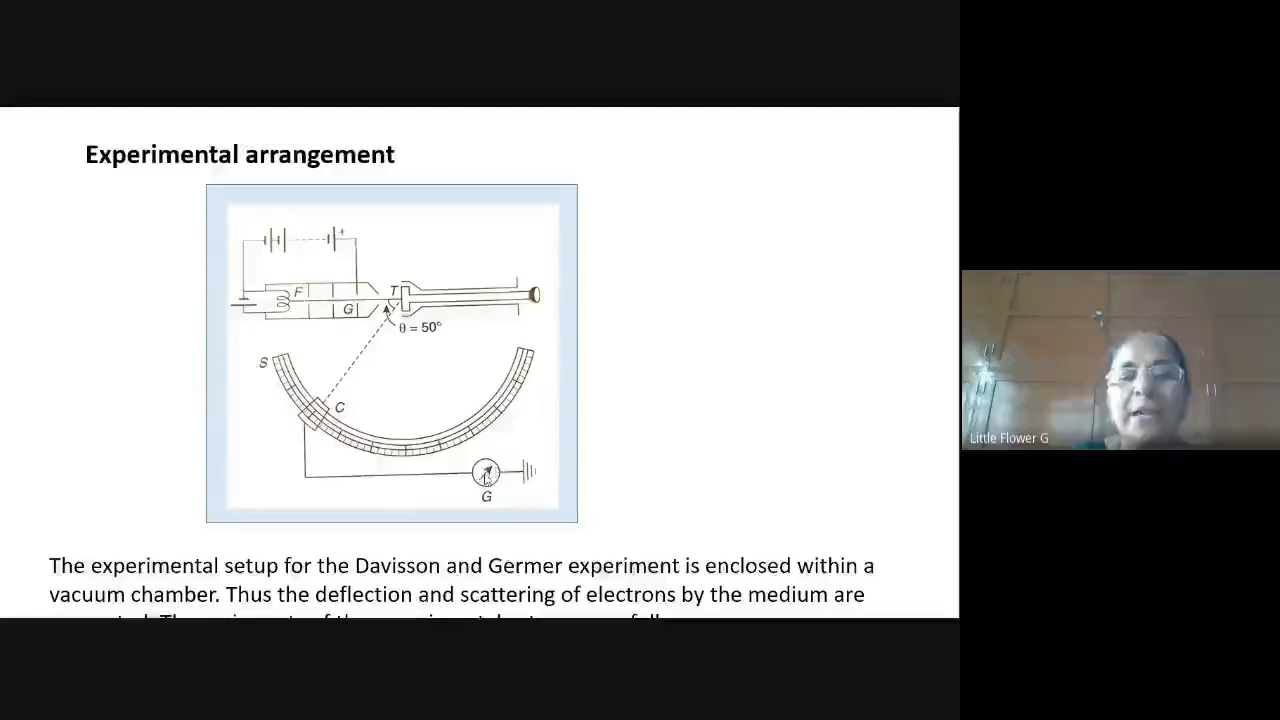 Experimental arrangement
+
F
T
G
θ = 50°
S
C
G
Little Flower G
The experimental setup for the Davisson and Germer experiment is enclosed within a
vacuum chamber. Thus the deflection and scattering of electrons by the medium are